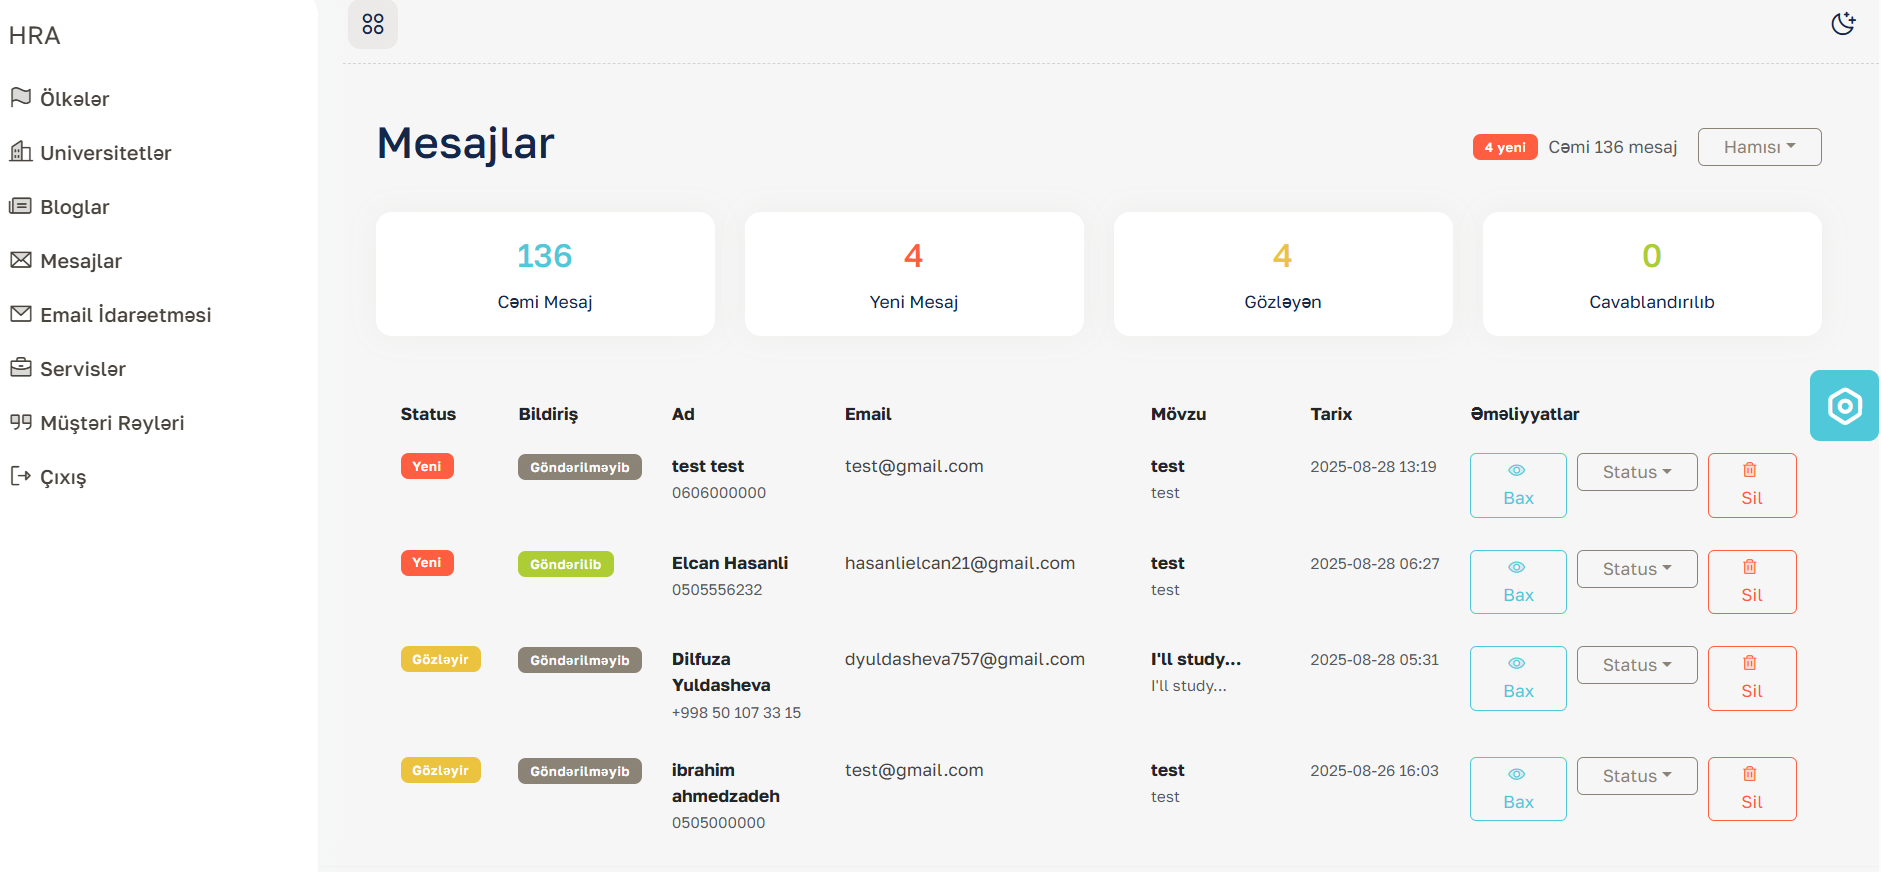 HRA
Ölkələr
Universitetlər
Bloglar
Mesajlar
Email İdarəetməsi
Servislər
Müştəri Rəyləri
Çıxış
Mesajlar
4 yeni Cəmi 136 mesaj Hamısı
136
Cəmi Mesaj
4
Yeni Mesaj
4
Gözləyən
0
Cavablandırılıb
Status Bildiriş Ad Email Mövzu Tarix Əməliyyatlar
Yeni Göndərilməyib test test test@gmail.com test 2025-08-28 13:19 Status
0606000000 test Bax Sil
Yeni Göndərilib Elcan Hasanli hasanlielcan21@gmail.com test 2025-08-28 06:27 Status
0505556232 test Bax Sil
Gözləyir Göndərilməyib Dilfuza dyuldasheva757@gmail.com I'll study... 2025-08-28 05:31 Status
Yuldasheva I'll study... Bax Sil
+998 50 107 33 15
Gözləyir Göndərilməyib ibrahim test@gmail.com test 2025-08-26 16:03 Status
ahmedzadeh test Bax Sil
0505000000